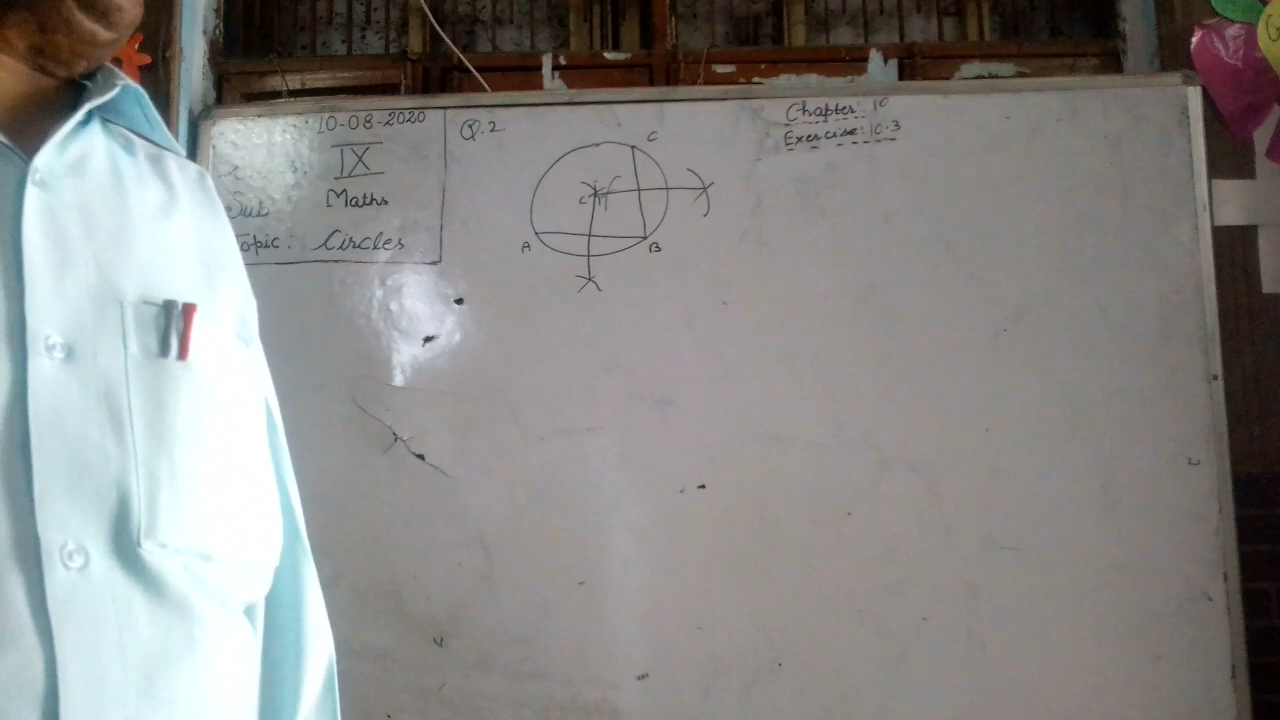 10-08-2020
IX
Sub Maths
Topic: Circles
Q.2.
C
A
B
Chapter: 10
Exercise: 10.3